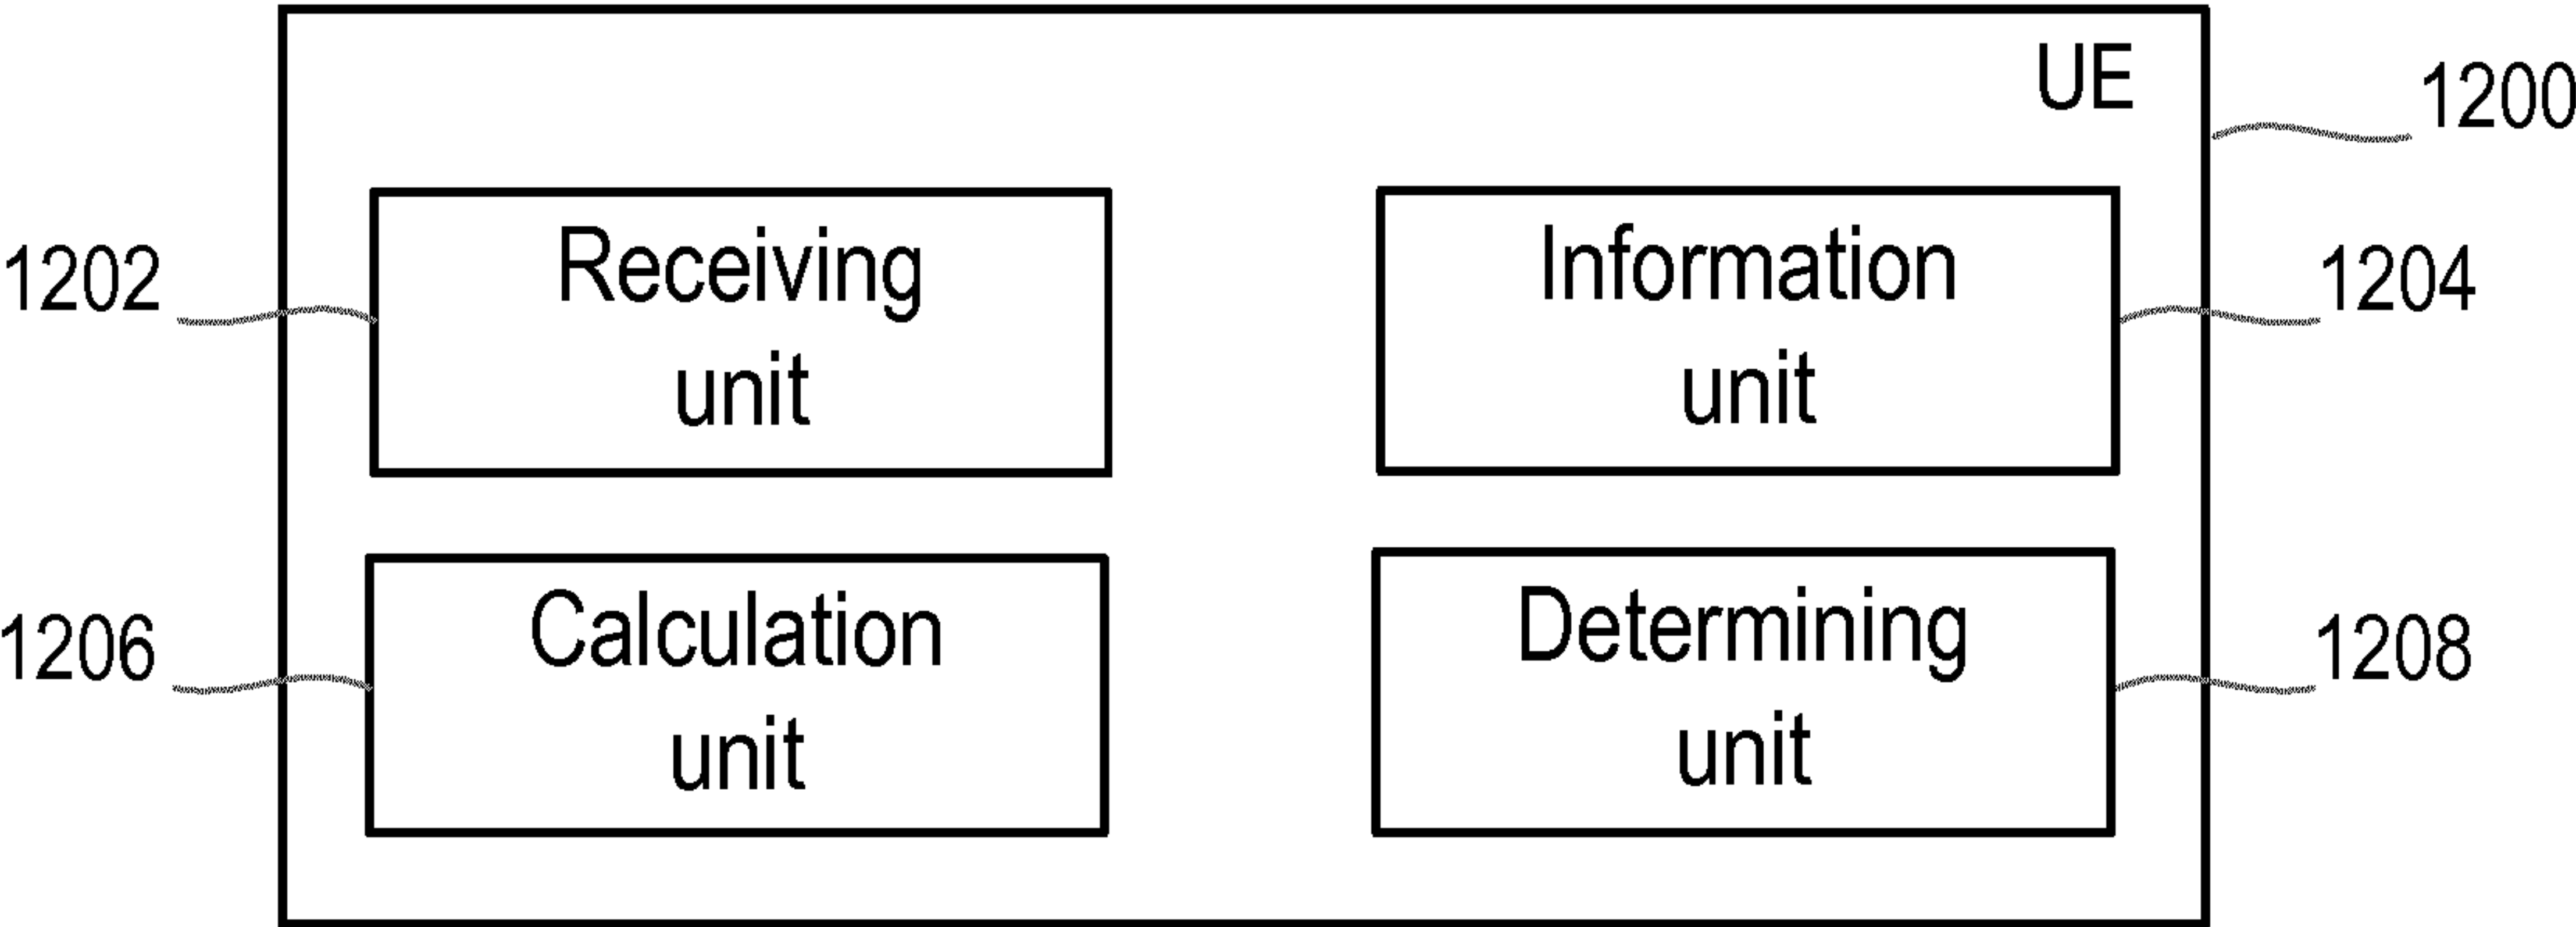 UE
1200
Receiving
unit
1202
Information
unit
1204
Calculation
unit
1206
Determining
unit
1208